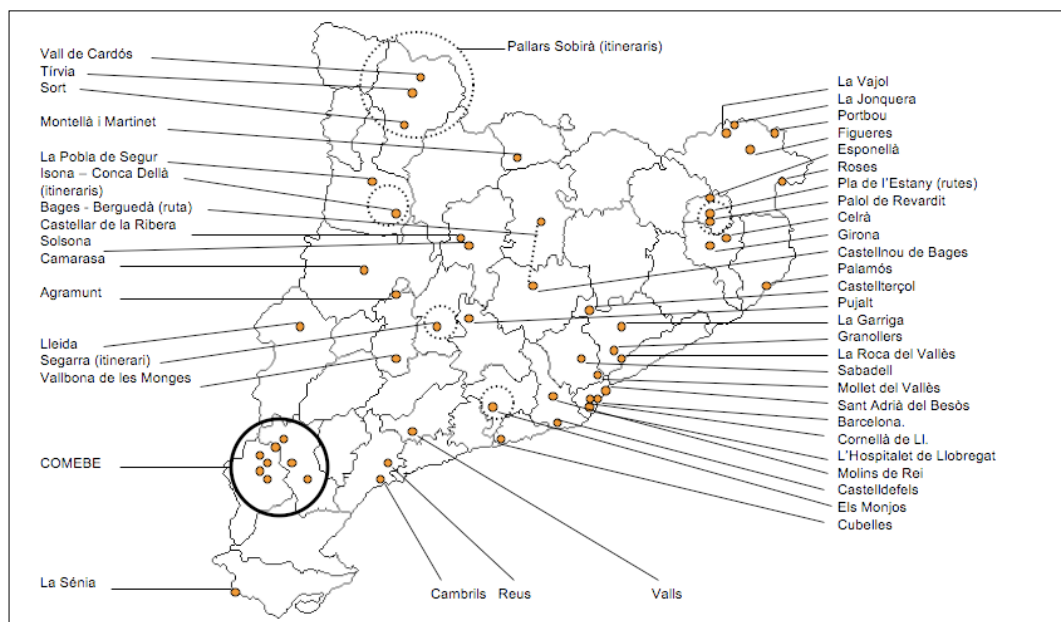 Vall de Cardós
Tírvia
Sort
Montellà i Martinet
La Pobla de Segur
Isona – Conca Dellà
(itineraris)
Bages - Berguedà (ruta)
Castellar de la Ribera
Solsona
Camarasa
Agramunt
Lleida
Segarra (itinerari)
Vallbona de les Monges
COMEBE
La Sénia
Pallars Sobirà (itineraris)
La Vajol
La Jonquera
Portbou
Figueres
Esponellà
Roses
Pla de l'Estany (rutes)
Palol de Revardit
Celrà
Girona
Castellnou de Bages
Palamós
Castellterçol
Pujalt
La Garriga
Granollers
La Roca del Vallès
Sabadell
Mollet del Vallès
Sant Adrià del Besòs
Barcelona.
Cornellà de Ll.
L'Hospitalet de Llobregat
Molins de Rei
Castelldefels
Els Monjos
Cubelles
Cambrils Reus Valls